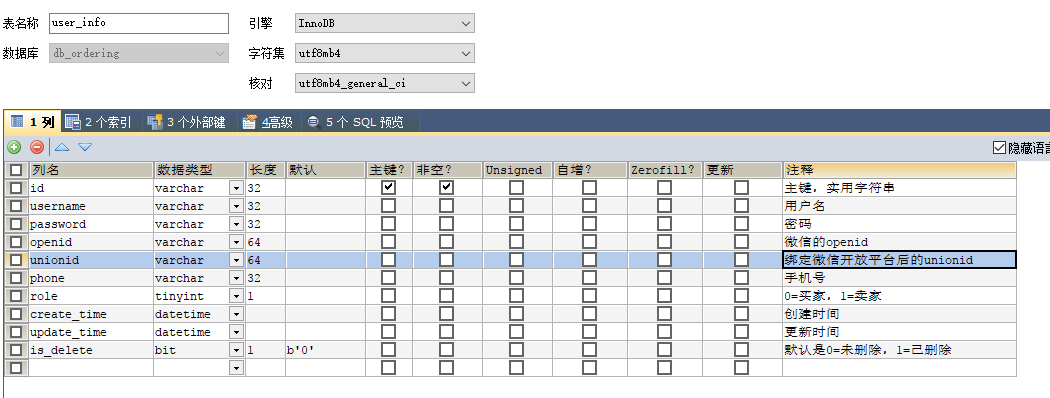 表名称 user_info 引擎 InnoDB
数据库 db_ordering 字符集 utf8mb4
核对 utf8mb4_general_ci
1 列 2 个索引 3 个外部键 4高级 5 个 SQL 预览
隐藏语言
列名 数据类型 长度 默认 主键? 非空? Unsigned 自增? Zerofill? 更新 注释
id varchar 32 主键，实用字符串
username varchar 32 用户名
password varchar 32 密码
openid varchar 64 微信的openid
unionid varchar 64 绑定微信开放平台后的unionid
phone varchar 32 手机号
role tinyint 1 0=买家，1=卖家
create_time datetime 创建时间
update_time datetime 更新时间
is_delete bit 1 b'0' 默认是0=未删除，1=已删除